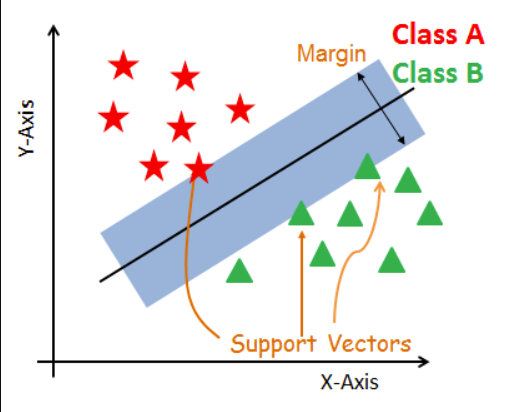 Class A
Margin
Class B
Y-Axis
Support Vectors
X-Axis